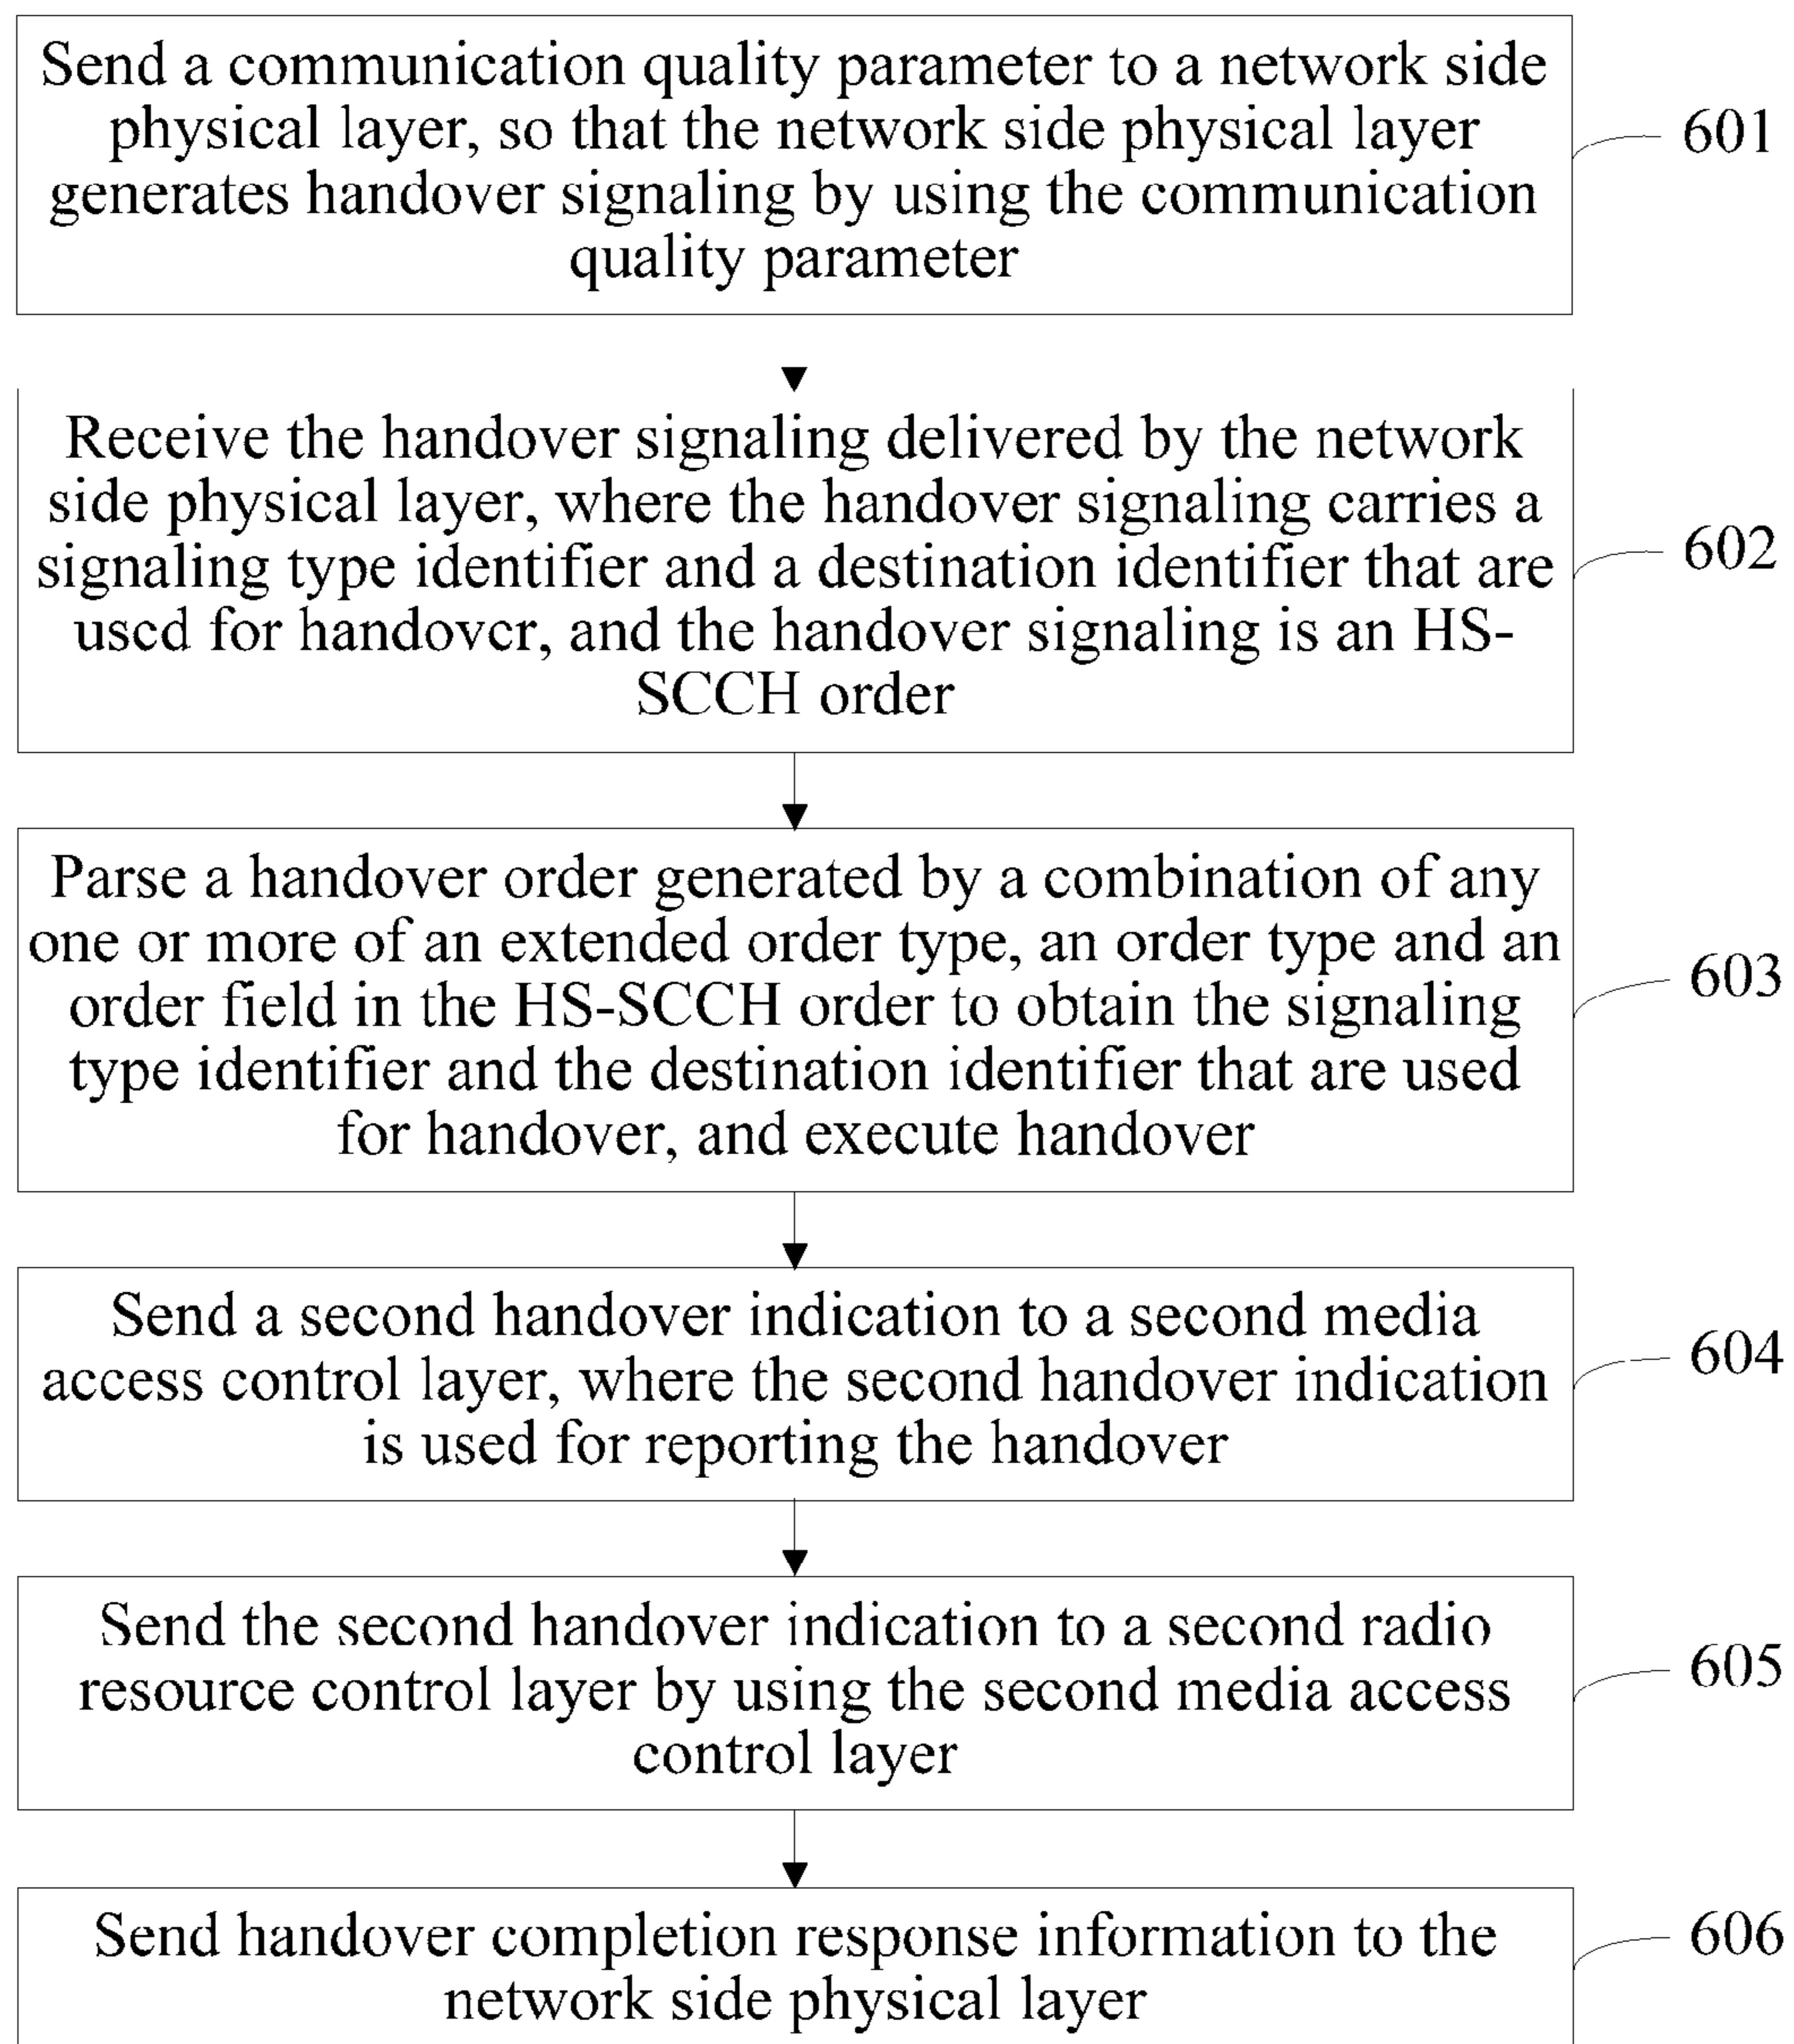 Send a communication quality parameter to a network side
physical layer, so that the network side physical layer
generates handover signaling by using the communication
quality parameter
601
Receive the handover signaling delivered by the network
side physical layer, where the handover signaling carries a
signaling type identifier and a destination identifier that are
used for handover, and the handover signaling is an HS-
SCCH order
602
Parse a handover order generated by a combination of any
one or more of an extended order type, an order type and an
order field in the HS-SCCH order to obtain the signaling
type identifier and the destination identifier that are used
for handover, and execute handover
603
Send a second handover indication to a second media
access control layer, where the second handover indication
is used for reporting the handover
604
Send the second handover indication to a second radio
resource control layer by using the second media access
control layer
605
Send handover completion response information to the
network side physical layer
606